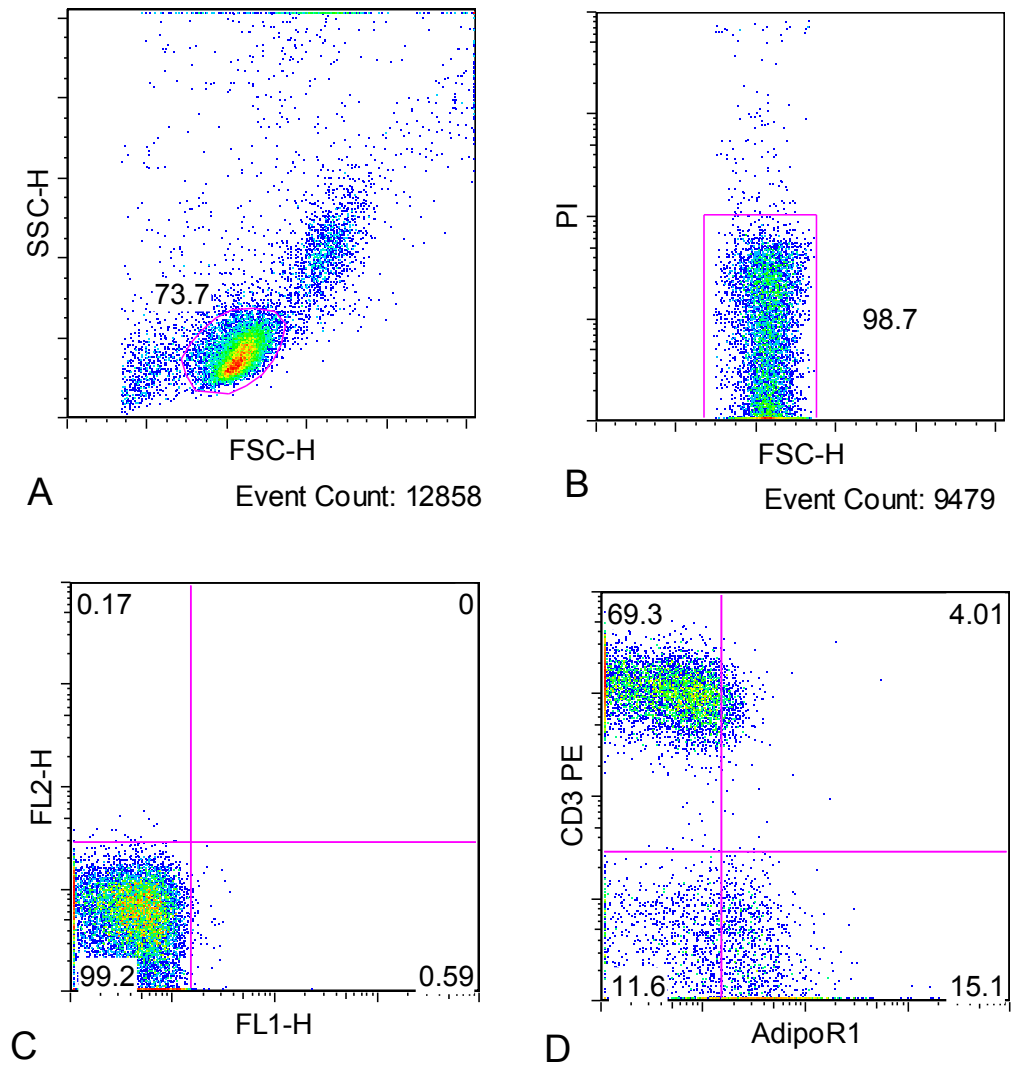 SSC-H
73.7
FSC-H
A
Event Count: 12858
PI
98.7
FSC-H
B
Event Count: 9479
0.17
0
FL2-H
99.2
0.59
FL1-H
C
69.3
4.01
CD3 PE
11.6
15.1
AdipoR1
D